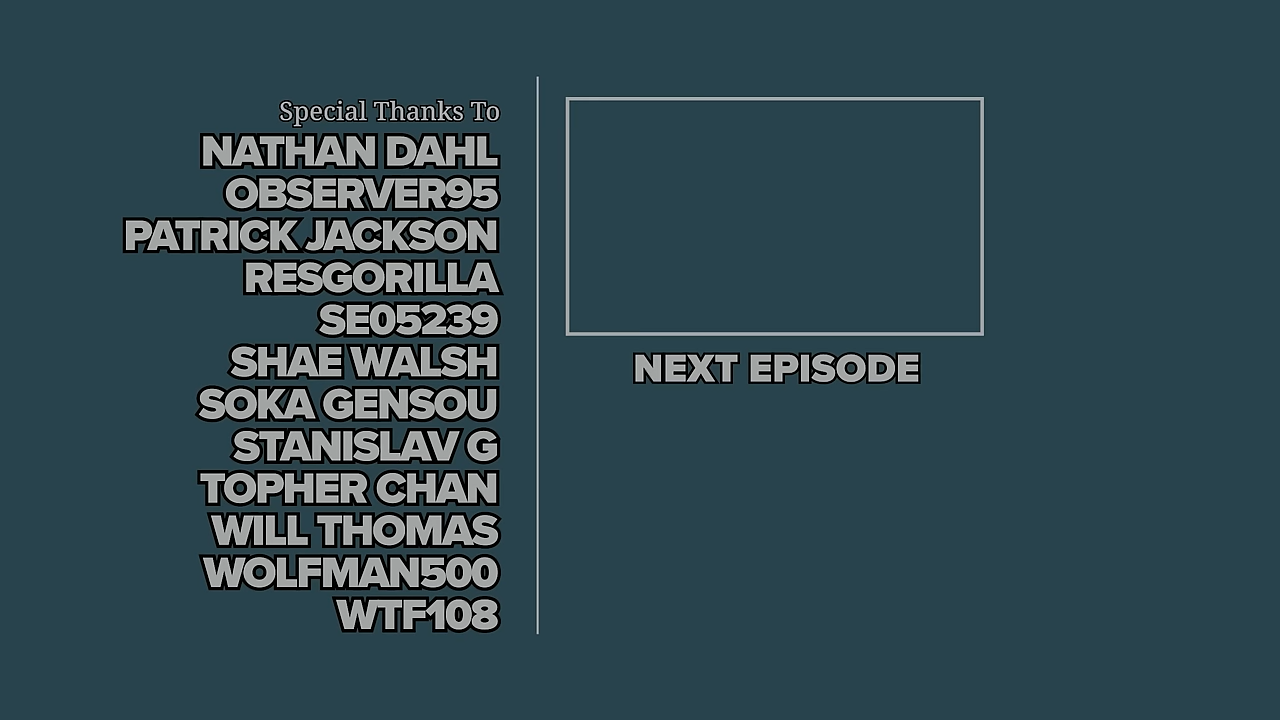 Special Thanks To
NATHAN DAHL
OBSERVER95
PATRICK JACKSON
RESGORILLA
SE05239
SHAE WALSH
SOKA GENSOU
STANISLAV G
TOPHER CHAN
WILL THOMAS
WOLFMAN500
WTF108
NEXT EPISODE